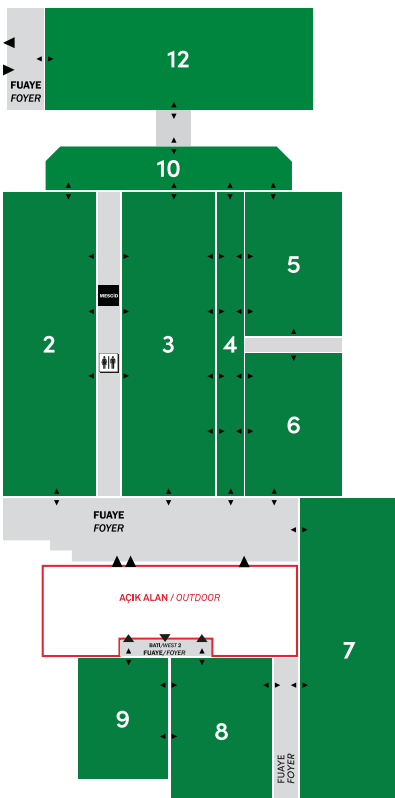 12
FUAYE
FOYER
10
5
MESCİD
2
3
4
6
FUAYE
FOYER
AÇIK ALAN / OUTDOOR
BATI/WEST 2
FUAYE/FOYER
7
9
8
FUAYE
FOYER